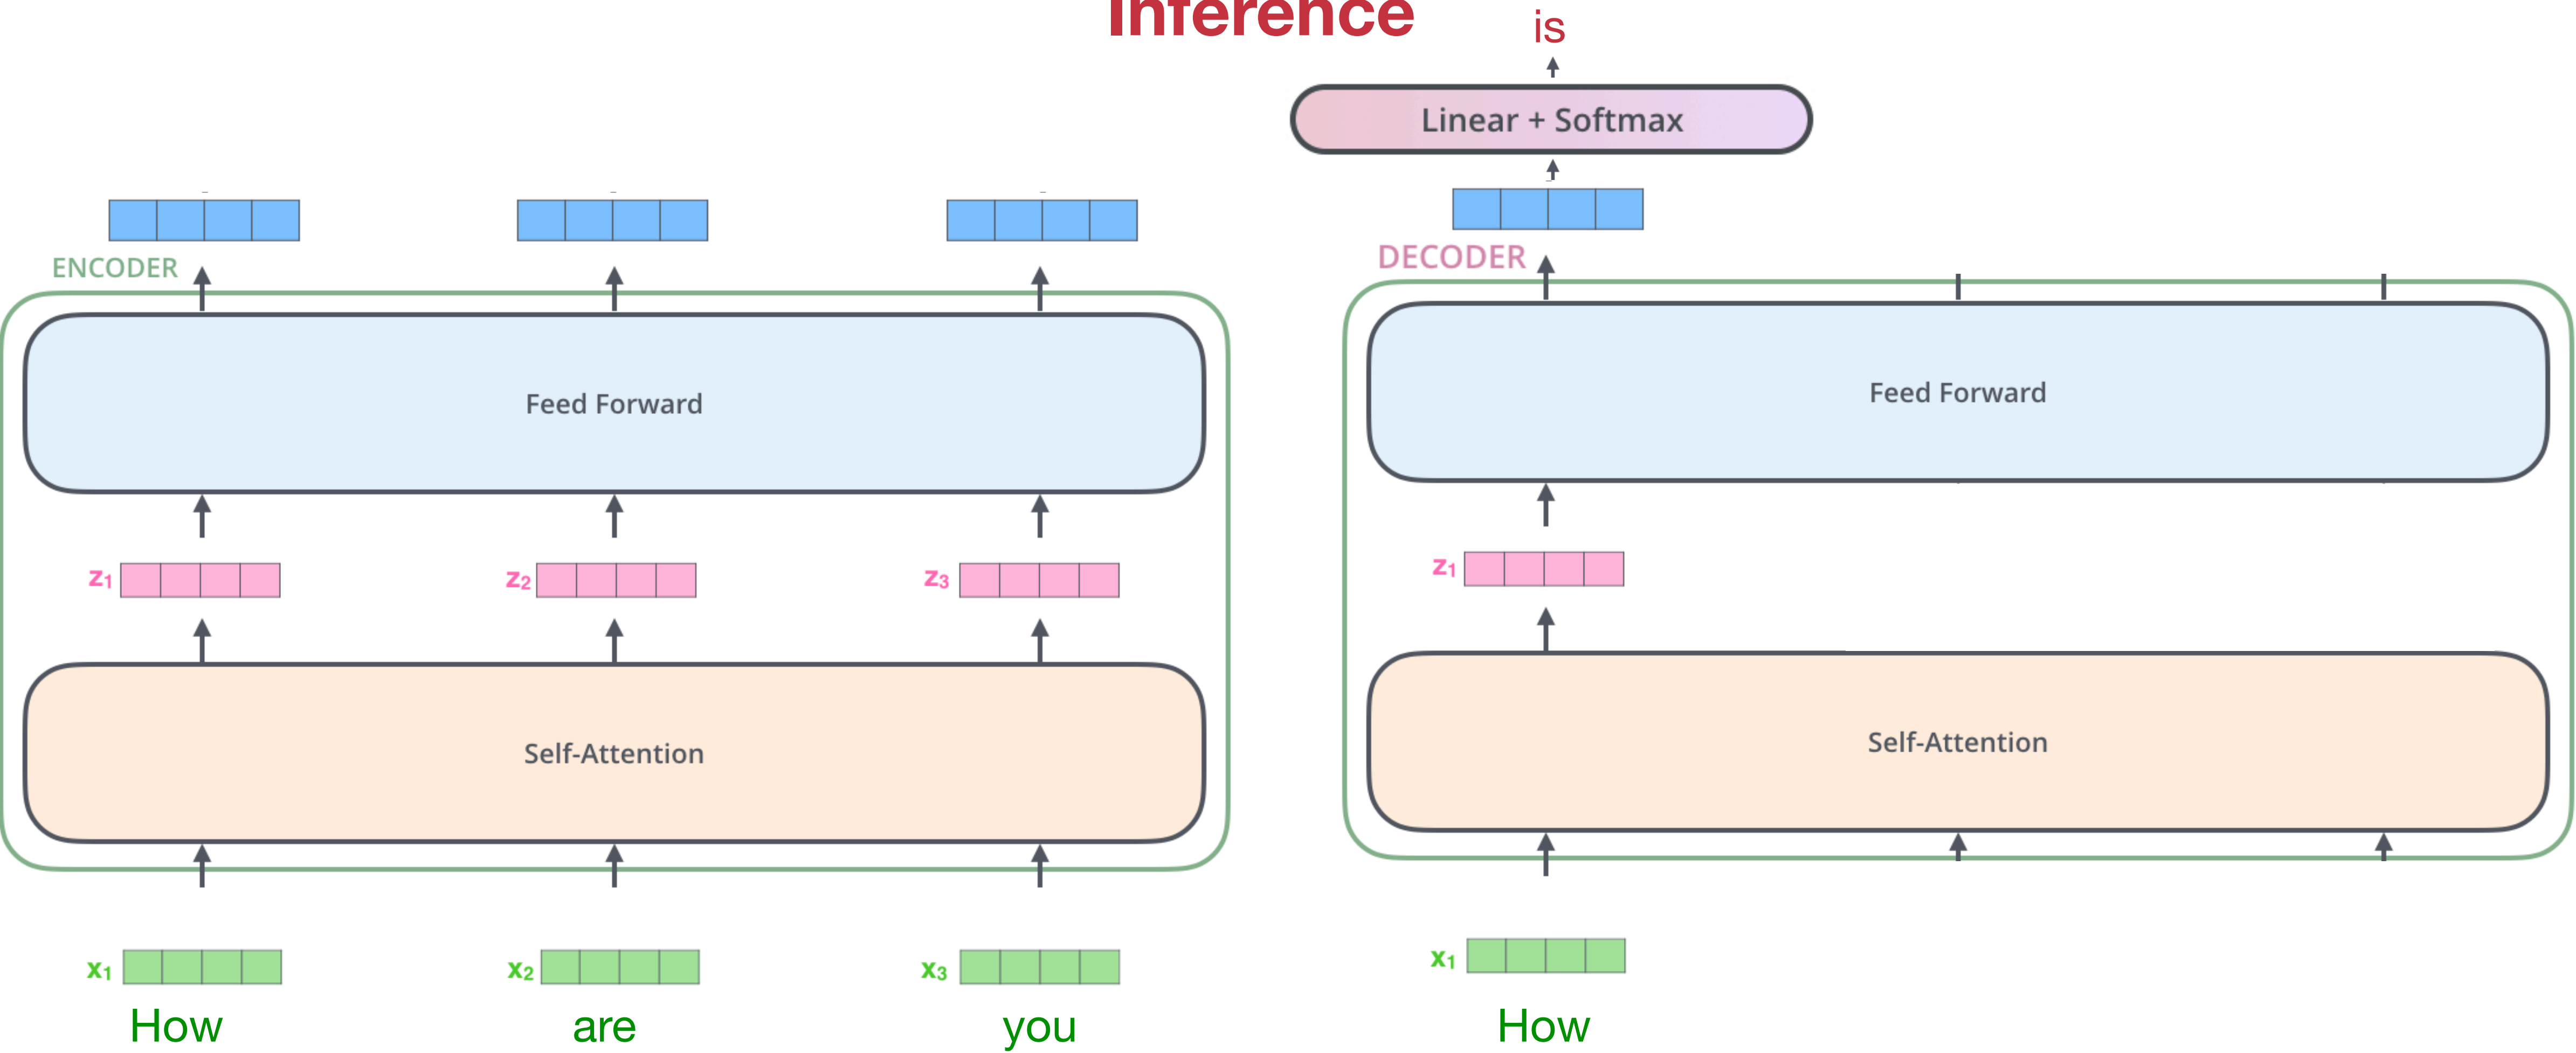 Inference
is
Linear + Softmax
ENCODER
Feed Forward
z1
z2
z3
Self-Attention
x1
x2
x3
How
are
you
DECODER
Feed Forward
z1
Self-Attention
x1
How